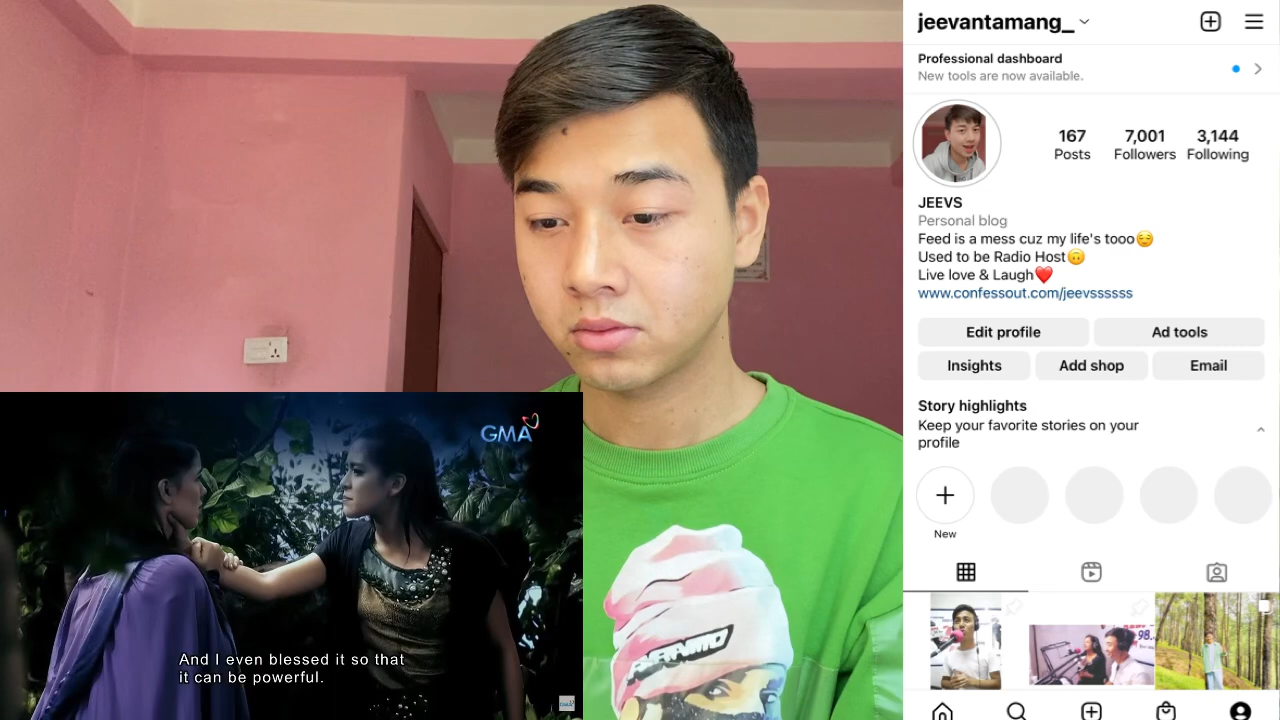 jeevantamang_
Professional dashboard
New tools are now available.
167
Posts
7,001
Followers
3,144
Following
JEEVS
Personal blog
Feed is a mess cuz my life's tooo😌
Used to be Radio Host🙃
Live love & Laugh❤️
www.confessout.com/jeevssssss
Edit profile
Ad tools
Insights
Add shop
Email
Story highlights
Keep your favorite stories on your
profile
New
98.
GMA
And I even blessed it so that
it can be powerful.